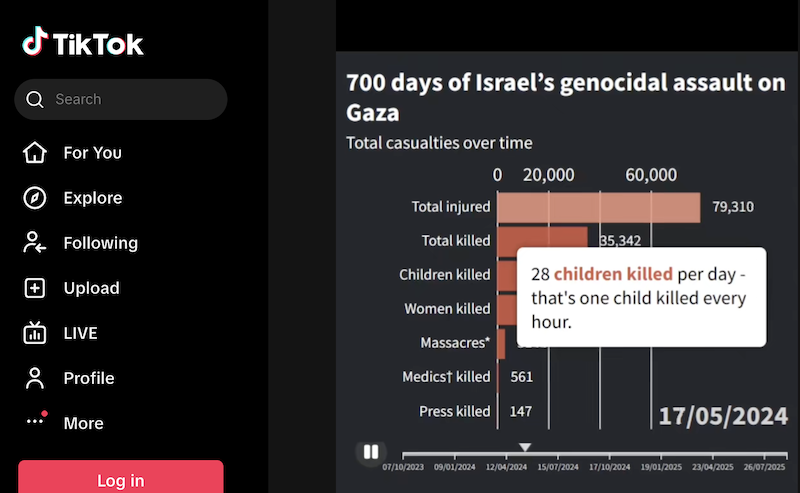 TikTok
Search
For You
Explore
Following
Upload
LIVE
Profile
More
Log in
700 days of Israel’s genocidal assault on
Gaza
Total casualties over time
0 20,000 60,000
Total injured 79,310
Total killed 35,342
Children killed
Women killed
Massacres*
Medics† killed 561
Press killed 147
28 children killed per day -
that's one child killed every
hour.
17/05/2024
07/10/2023 09/01/2024 12/04/2024 15/07/2024 17/10/2024 19/01/2025 23/04/2025 26/07/2025